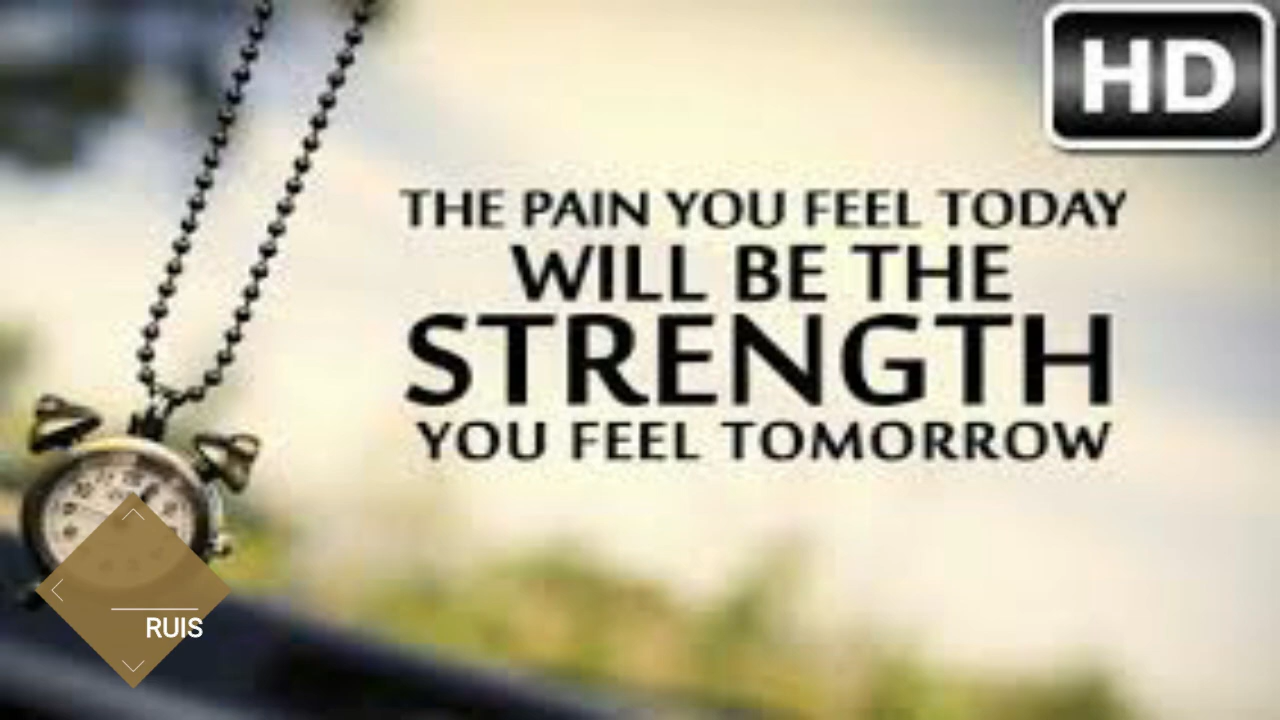 HD
THE PAIN YOU FEEL TODAY
WILL BE THE
STRENGTH
YOU FEEL TOMORROW
RUIS